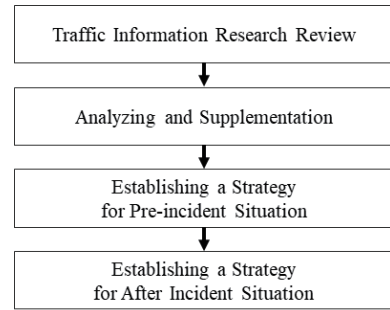 Traffic Information Research Review
Analyzing and Supplementation
Establishing a Strategy
for Pre-incident Situation
Establishing a Strategy
for After Incident Situation